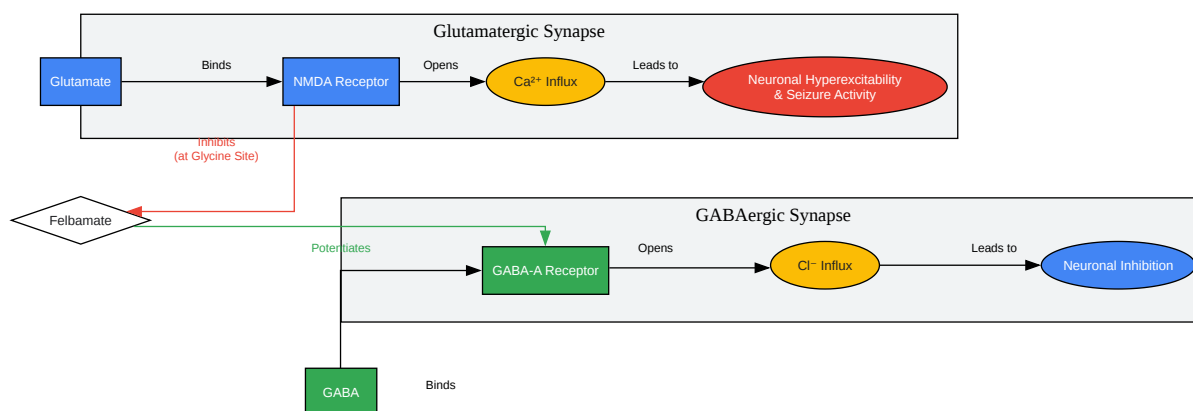 Glutamatergic Synapse
Glutamate
Binds
NMDA Receptor
Opens
Ca²⁺ Influx
Leads to
Neuronal Hyperexcitability
& Seizure Activity
Inhibits
(at Glycine Site)
Felbamate
Potentiates
GABAergic Synapse
GABA-A Receptor
Opens
Cl⁻ Influx
Leads to
Neuronal Inhibition
GABA
Binds